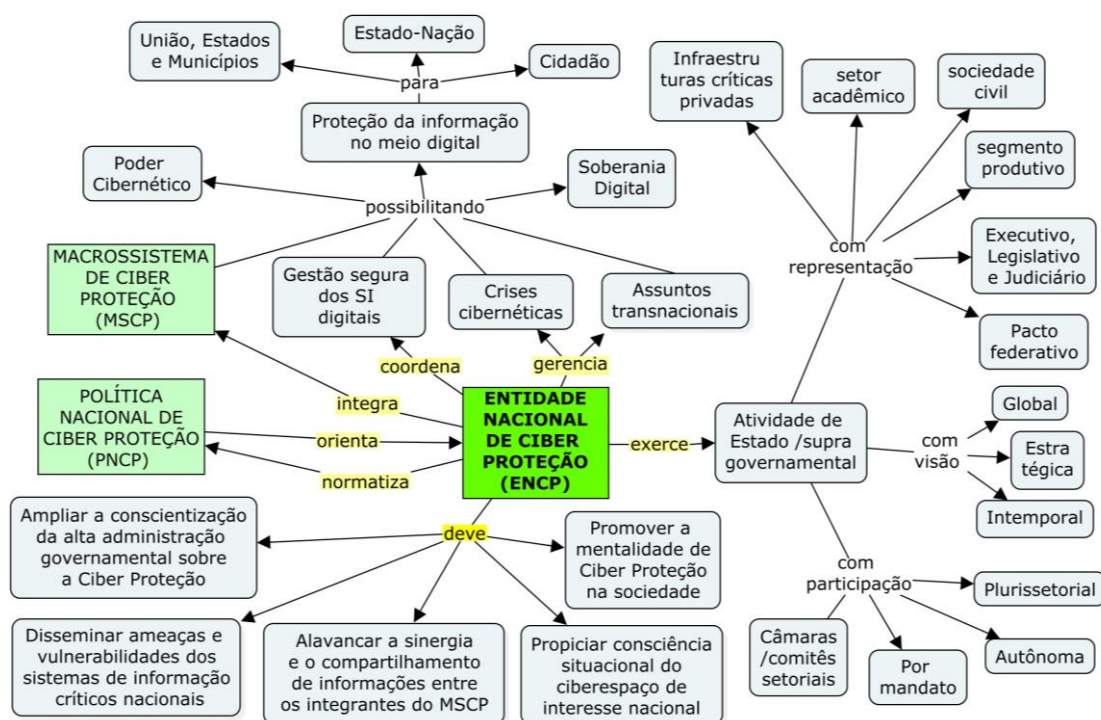 União, Estados
e Municípios
Estado-Nação
Cidadão
para
Proteção da informação
no meio digital
Poder
Cibernético
Soberania
Digital
possibilitando
MACROSSISTEMA
DE CIBER
PROTEÇÃO
(MSCP)
Gestão segura
dos SI
digitais
Crises
cibernéticas
Assuntos
transnacionais
coordena
gerencia
integra
POLÍTICA
NACIONAL DE
CIBER PROTEÇÃO
(PNCP)
orienta
normatiza
ENTIDADE
NACIONAL
DE CIBER
PROTEÇÃO
(ENCP)
exerce
Atividade de
Estado /supra
governamental
Infraestru
turas críticas
privadas
setor
acadêmico
sociedade
civil
segmento
produtivo
com
representação
Executivo,
Legislativo
e Judiciário
Pacto
federativo
Global
com
visão
Estra
tégica
Intemporal
com
participação
Plurissetorial
Câmaras
/comitês
setoriais
Por
mandato
Autônoma
deve
Ampliar a conscientização
da alta administração
governamental sobre
a Ciber Proteção
Promover a
mentalidade de
Ciber Proteção
na sociedade
Disseminar ameaças e
vulnerabilidades dos
sistemas de informação
críticos nacionais
Alavancar a sinergia
e o compartilhamento
de informações entre
os integrantes do MSCP
Propiciar consciência
situacional do
ciberespaço de
interesse nacional